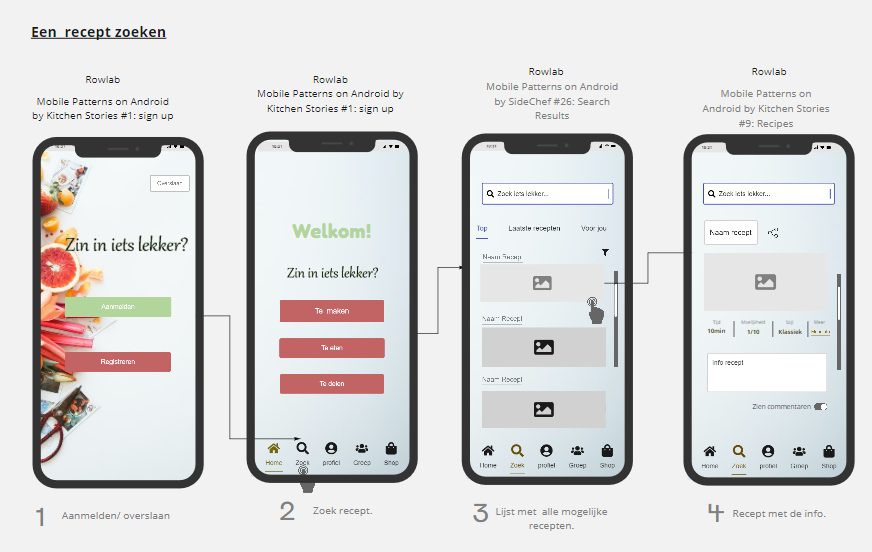 Een recept zoeken
Rowlab
Mobile Patterns on Android
by Kitchen Stories #1: sign up
Rowlab
Mobile Patterns on Android by
Kitchen Stories #1: sign up
Rowlab
Mobile Patterns on Android
by SideChef #26: Search
Results
Rowlab
Mobile Patterns on
Android by Kitchen Stories
#9: Recipes
Overslaan
Zin in iets lekker?
Aanmelden
Registreren
1 Aanmelden/ overslaan
16:21
Welkom!
Zin in iets lekker?
Te maken
Te eten
Te delen
Home Zoek profiel Groep Shop
2 Zoek recept.
16:21
Zoek iets lekker...
Top Laatste recepten Voor jou
Naam Recept
Naam Recept
Naam Recept
Home Zoek profiel Groep Shop
3 Lijst met alle mogelijke
recepten.
16:21
Zoek iets lekker...
Naam recept
Tijd Moeilijkheid Stijl Meer
10min 1/10 Klassiek
Info recept
Zien commentaren
Home Zoek profiel Groep Shop
4 Recept met de info.